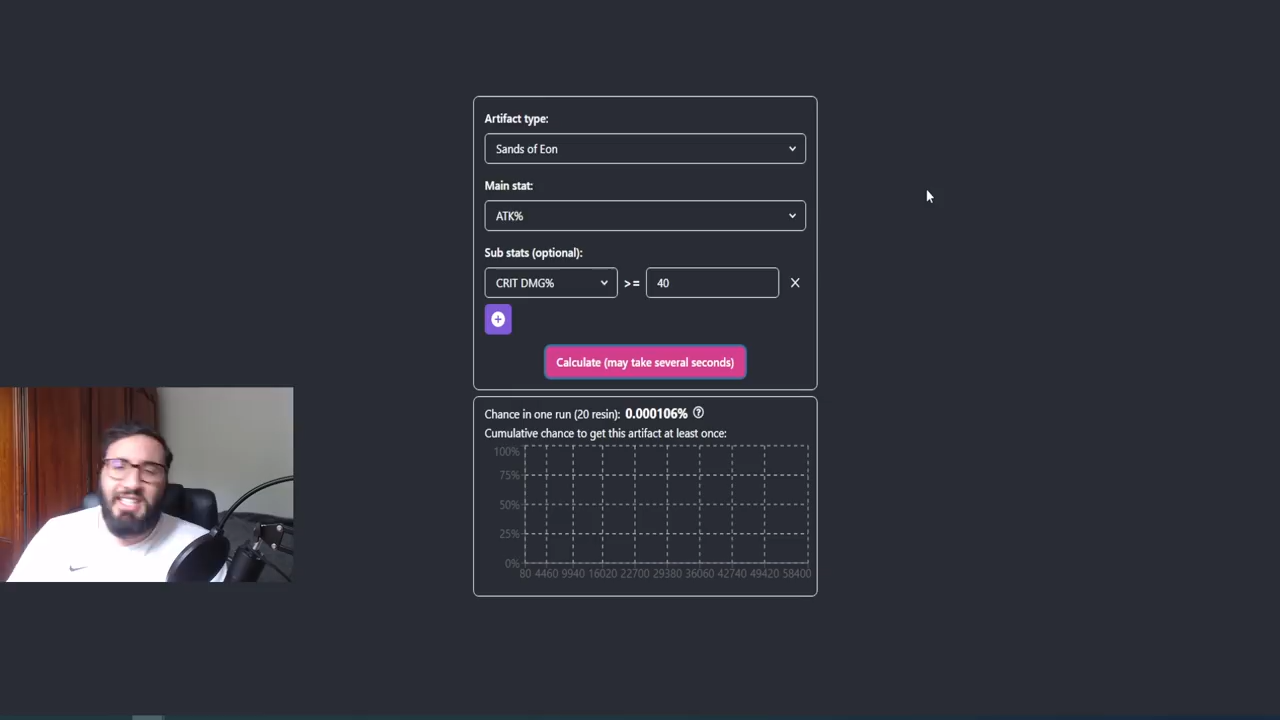 Artifact type:
Sands of Eon
Main stat:
ATK%
Sub stats (optional):
CRIT DMG% >= 40
Calculate (may take several seconds)
Chance in one run (20 resin): 0.000106%
Cumulative chance to get this artifact at least once:
100%
75%
50%
25%
0%
80 4460 9940 16020 22700 29380 36060 42740 49420 58400